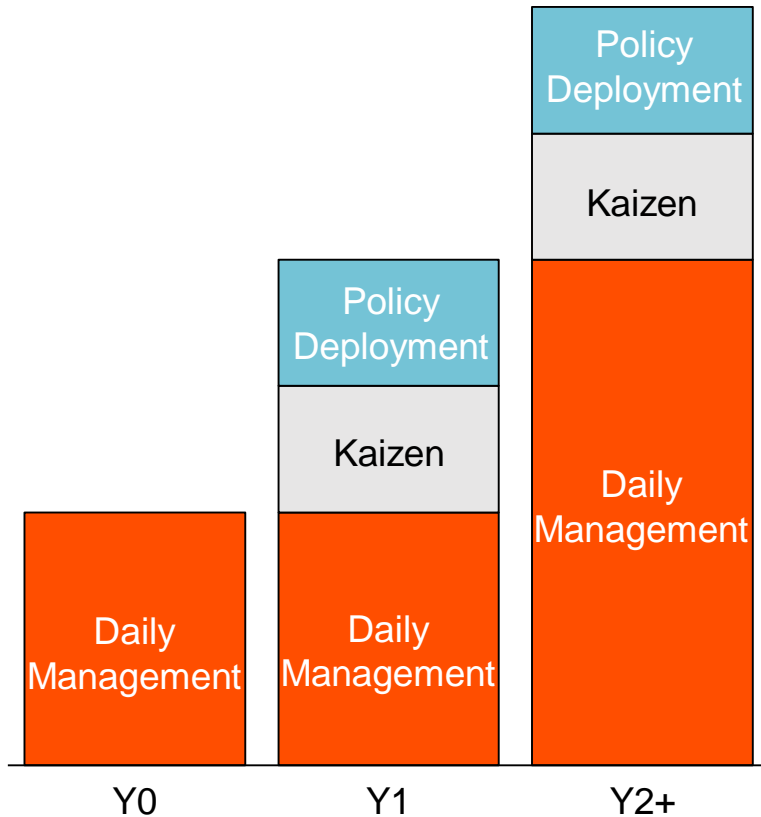 Policy
Deployment
Kaizen
Policy
Deployment
Kaizen
Daily
Management
Daily
Management
Daily
Management
Y0
Y1
Y2+